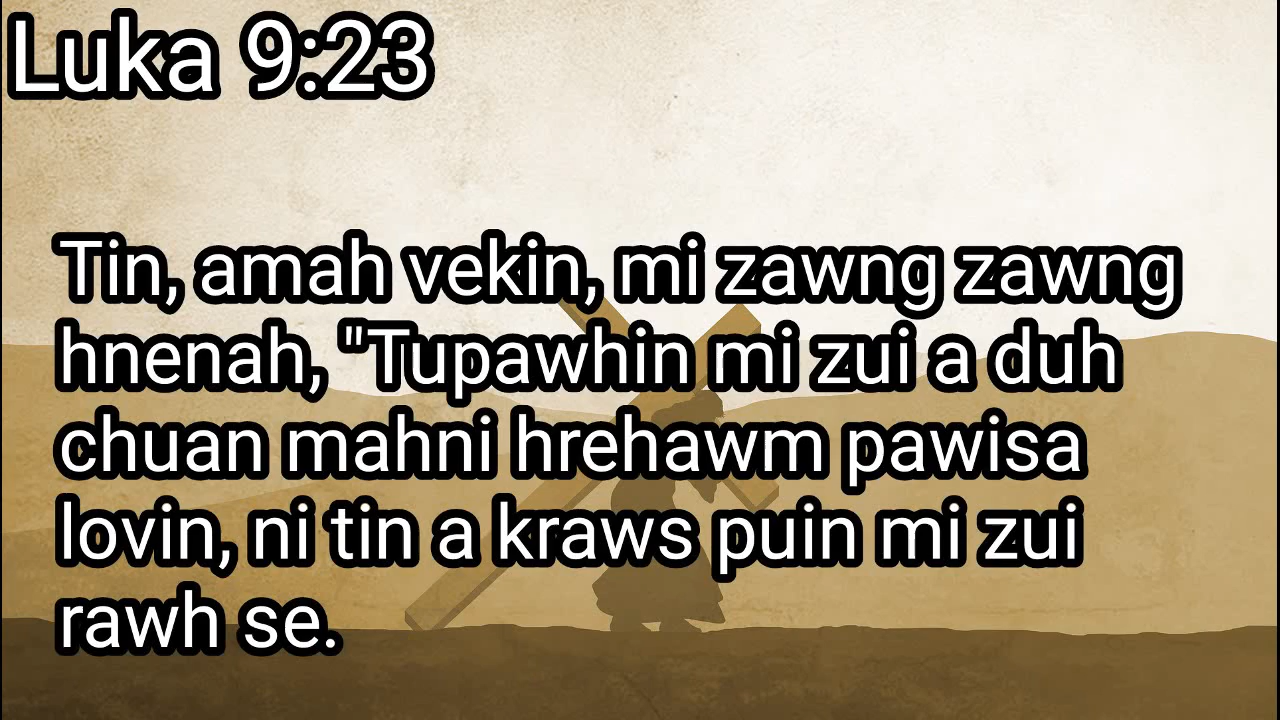 Luka 9:23
Tin, amah vekin, mi zawng zawng
hnenah, "Tupawhin mi zui a duh
chuan mahni hrehawm pawisa
lovin, ni tin a kraws puin mi zui
rawh se.